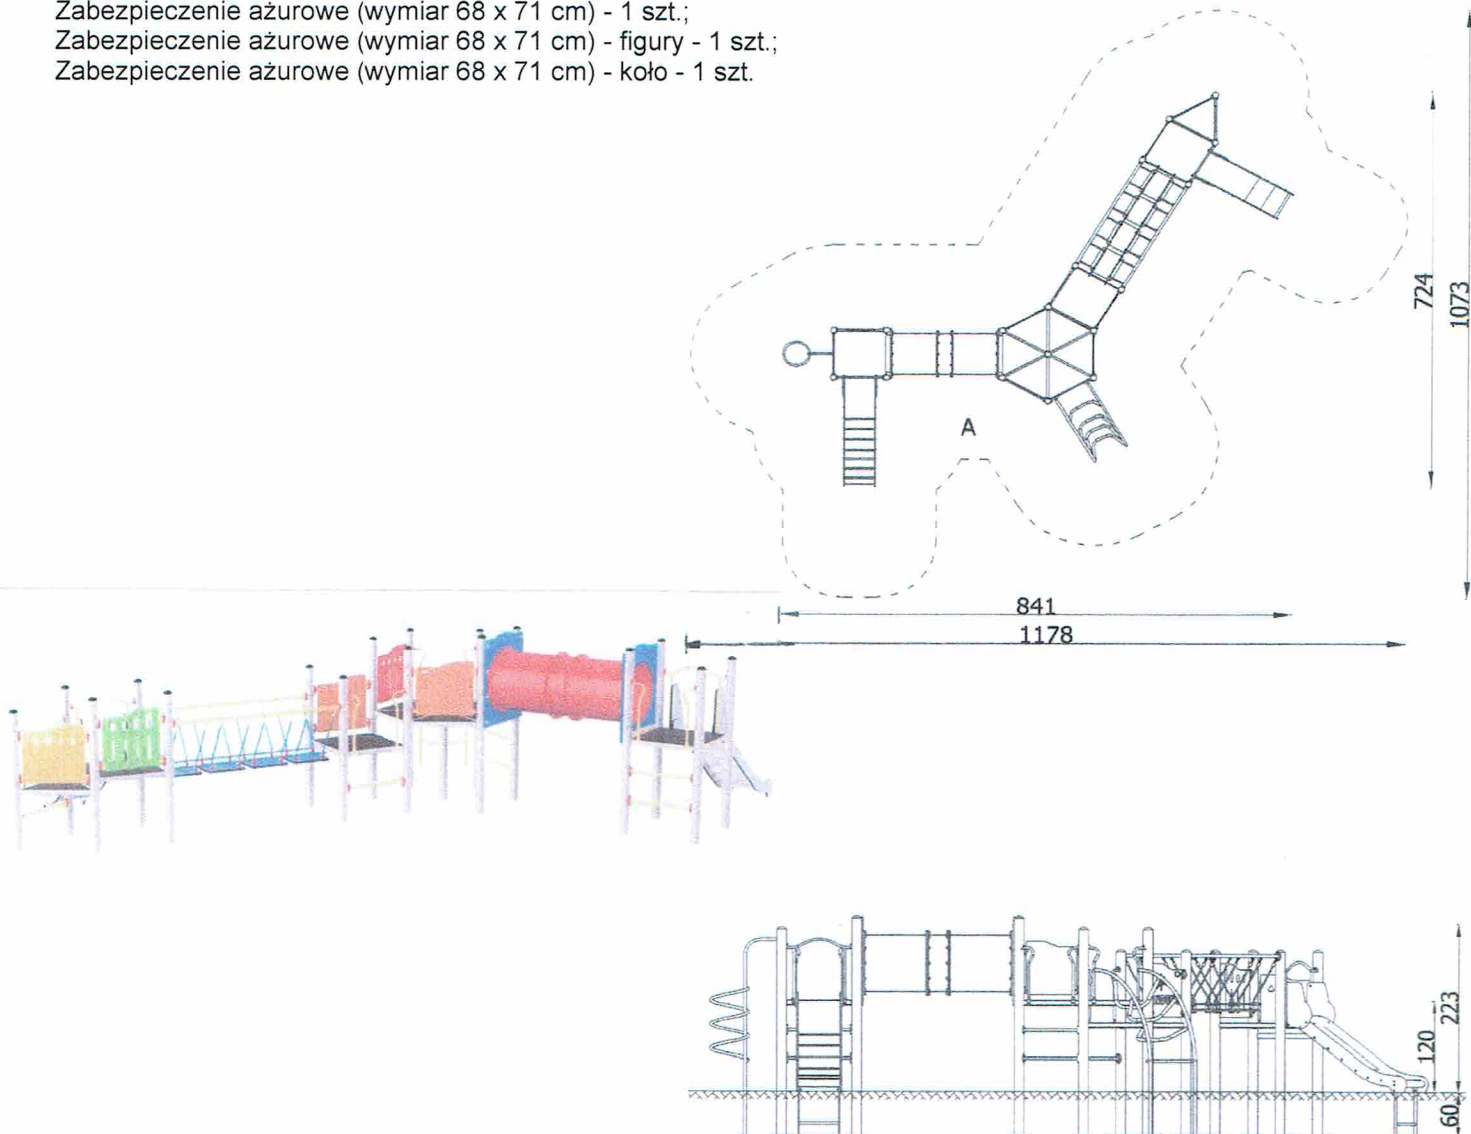 Zabezpieczenie ażurowe (wymiar 68 x 71 cm) - 1 szt.;
Zabezpieczenie ażurowe (wymiar 68 x 71 cm) - figury - 1 szt.;
Zabezpieczenie ażurowe (wymiar 68 x 71 cm) - koło - 1 szt.
724
1073
A
841
1178
223
120
60